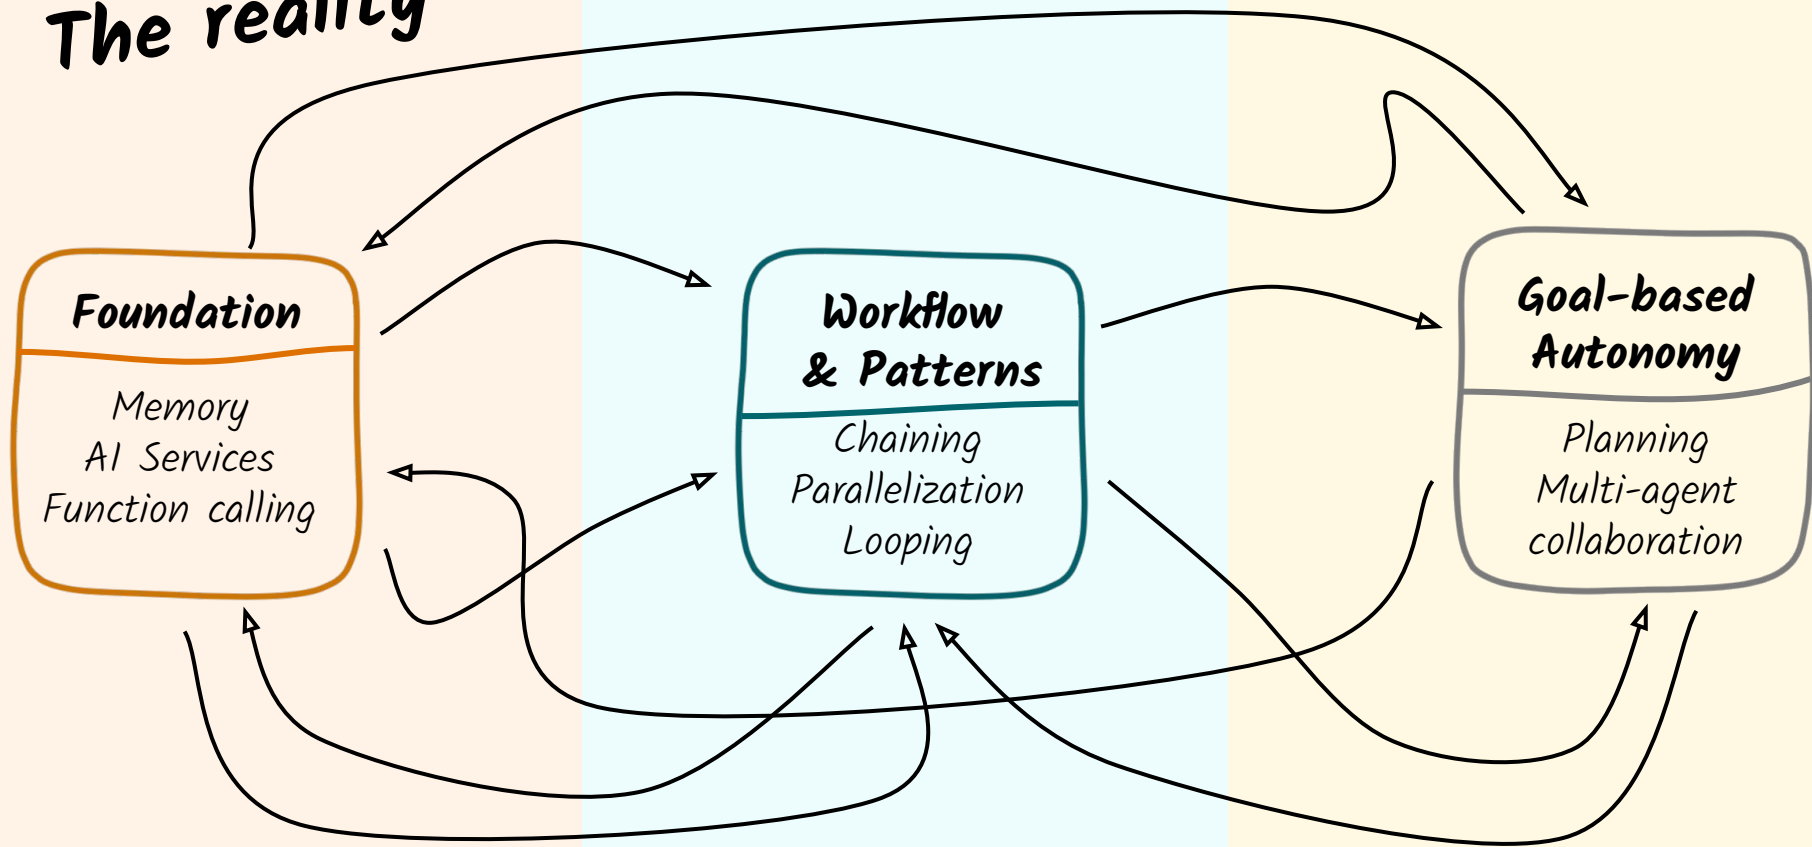 The reality
Foundation
Memory
AI Services
Function calling
Workflow
& Patterns
Chaining
Parallelization
Looping
Goal-based
Autonomy
Planning
Multi-agent
collaboration